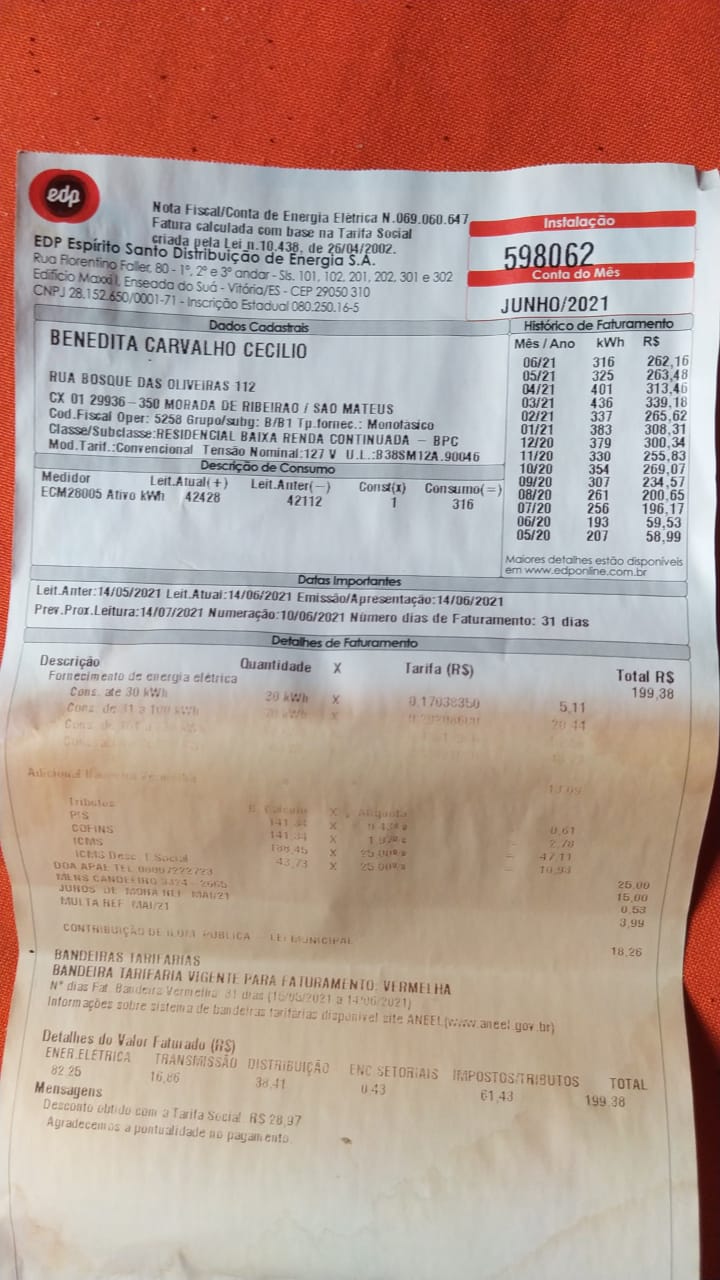 edp
Nota Fiscal/Conta de Energia Elétrica N.069.060.647
Fatura calculada com base na Tarifa Social
criada pela Lei n.10.438, de 26/04/2002.
EDP Espírito Santo Distribuição de Energia S.A.
Rua Florentino Faller, 80 - 1º, 2º e 3º andar - Sls. 101, 102, 201, 202, 301 e 302
Edifício Maxxi I, Enseada do Suá - Vitória/ES - CEP 29050 310
CNPJ 28.152.650/0001-71 - Inscrição Estadual 080.250.16-5
Instalação
598062
Conta do Mês
JUNHO/2021
Dados Cadastrais
BENEDITA CARVALHO CECILIO
RUA BOSQUE DAS OLIVEIRAS 112
CX 01 29936-350 MORADA DE RIBEIRAO / SAO MATEUS
Cod.Fiscal Oper: 5258 Grupo/subg: B/B1 Tp.fornec.: Monofásico
Classe/Subclasse:RESIDENCIAL BAIXA RENDA CONTINUADA - BPC
Mod.Tarif.:Convencional Tensão Nominal:127 V U.L.:B38SM12A.90046
Histórico de Faturamento
Mês / Ano kWh R$
06/21 316 262,16
05/21 325 263,48
04/21 401 313,46
03/21 436 339,18
02/21 337 265,62
01/21 383 308,31
12/20 379 300,34
11/20 330 255,83
10/20 354 269,07
09/20 307 234,57
08/20 261 200,65
07/20 256 196,17
06/20 193 59,53
05/20 207 58,99
Maiores detalhes estão disponíveis
em www.edponline.com.br
Descrição de Consumo
Medidor Leit.Atual(+) Leit.Anter(-) Const(x) Consumo(=)
ECM28005 Ativo kWh 42428 42112 1 316
Datas Importantes
Leit.Anter:14/05/2021 Leit.Atual:14/06/2021 Emissão/Apresentação:14/06/2021
Prev.Prox.Leitura:14/07/2021 Numeração:10/06/2021 Número dias de Faturamento: 31 dias
Detalhes de Faturamento
Descrição Quantidade X Tarifa (R$) Total R$
Fornecimento de energia elétrica 199,38
Cons. até 30 kWh kWh X 0.17038350 5,11
Cons. de 31 a 100 kWh kWh X 20,44
Adicional Bandeira Vermelha 13,09
Tributos B. Cálculo X Alíquota
PIS 141,34 X 0,61
COFINS 141,34 X = 2,70
ICMS 188,45 X 25,00% = 47,11
ICMS Desc. T.Social 43,73 X 25,00% = 10,93
DOA APAE TEL 08007222723 25,00
MENS CANDEEIRO 3324-2665 15,00
JUROS DE MORA REF MAI/21 0,53
MULTA REF MAI/21 3,99
CONTRIBUIÇÃO DE ILUM. PÚBLICA - LEI MUNICIPAL 18,26
BANDEIRAS TARIFARIAS
BANDEIRA TARIFARIA VIGENTE PARA FATURAMENTO: VERMELHA
N° dias Fat. Bandeira Vermelha: 31 dias (15/05/2021 a 14/06/2021)
Informações sobre sistema de bandeiras tarifárias disponível site ANEEL(www.aneel.gov.br)
Detalhes do Valor Faturado (R$)
ENER.ELÉTRICA TRANSMISSÃO DISTRIBUIÇÃO ENC.SETORIAIS IMPOSTOS/TRIBUTOS TOTAL
82,25 16,86 38,41 0,43 61,43 199,38
Mensagens
Desconto obtido com a Tarifa Social R$ 28,97
Agradecemos a pontualidade no pagamento.